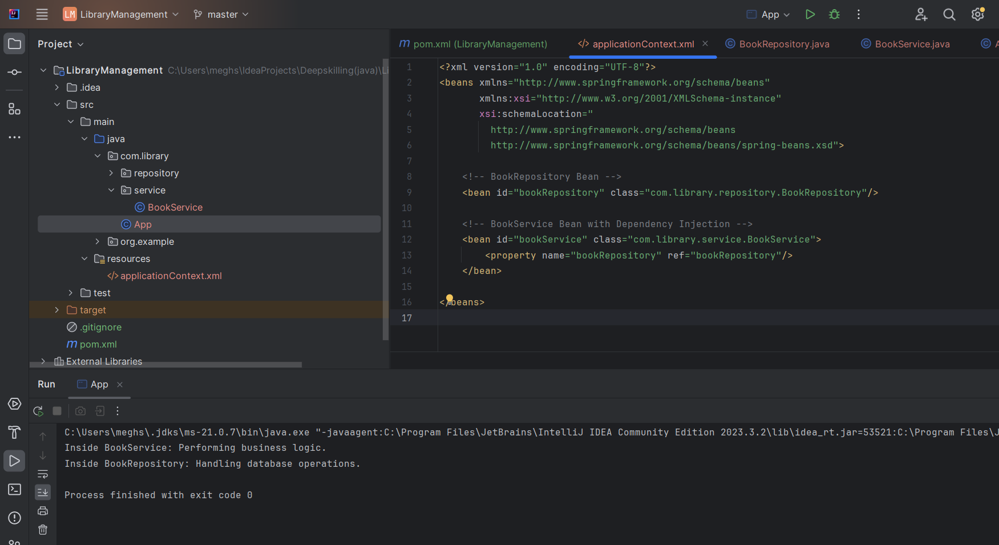 LM LibraryManagement master App
Project
LibraryManagement C:\Users\meghs\IdeaProjects\Deepskilling(java)\Li
.idea
src
main
java
com.library
repository
service
BookService
App
org.example
resources
applicationContext.xml
test
target
.gitignore
pom.xml
External Libraries
pom.xml (LibraryManagement) applicationContext.xml BookRepository.java BookService.java A
1 <?xml version="1.0" encoding="UTF-8"?>
2 <beans xmlns="http://www.springframework.org/schema/beans"
3 xmlns:xsi="http://www.w3.org/2001/XMLSchema-instance"
4 xsi:schemaLocation="
5 http://www.springframework.org/schema/beans
6 http://www.springframework.org/schema/beans/spring-beans.xsd">
7
8 <!-- BookRepository Bean -->
9 <bean id="bookRepository" class="com.library.repository.BookRepository"/>
10
11 <!-- BookService Bean with Dependency Injection -->
12 <bean id="bookService" class="com.library.service.BookService">
13 <property name="bookRepository" ref="bookRepository"/>
14 </bean>
15
16 </beans>
17
Run App
C:\Users\meghs\.jdks\ms-21.0.7\bin\java.exe "-javaagent:C:\Program Files\JetBrains\IntelliJ IDEA Community Edition 2023.3.2\lib\idea_rt.jar=53521:C:\Program Files\J
Inside BookService: Performing business logic.
Inside BookRepository: Handling database operations.
Process finished with exit code 0